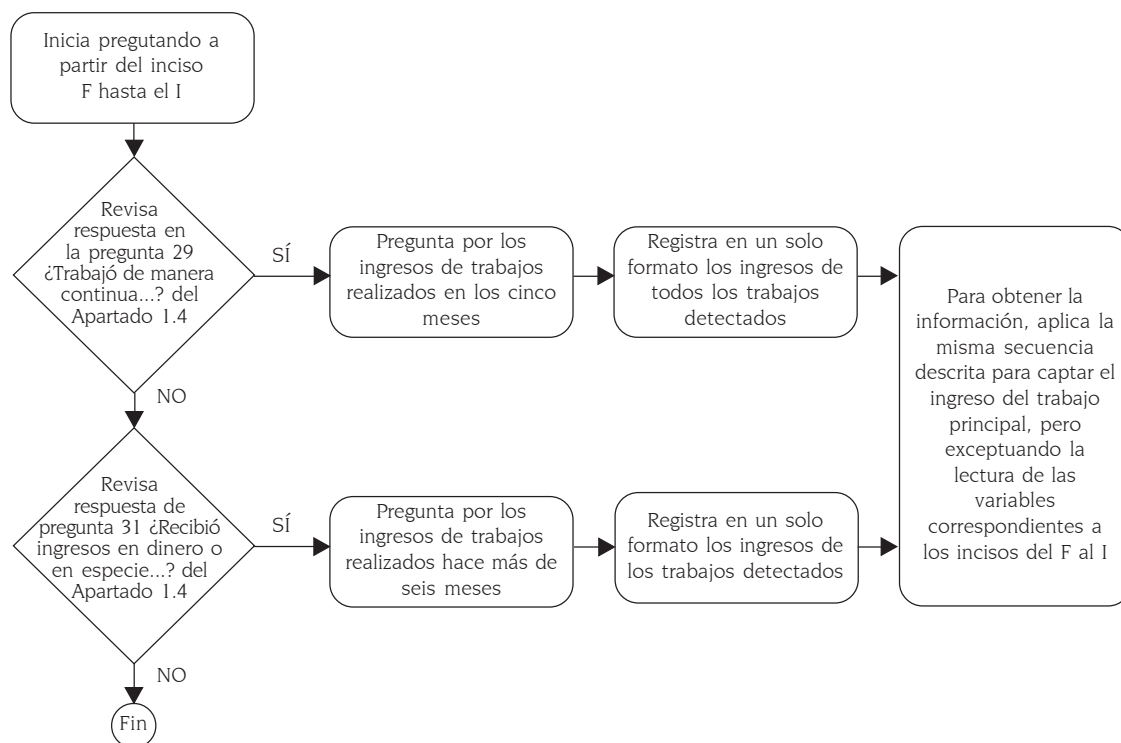 Inicia pregutando a
partir del inciso
F hasta el I
Revisa
respuesta en
la pregunta 29
¿Trabajó de manera
continua...? del
Apartado 1.4
SÍ
Pregunta por los
ingresos de trabajos
realizados en los cinco
meses
Registra en un solo
formato los ingresos de
todos los trabajos
detectados
Para obtener la
información, aplica la
misma secuencia
descrita para captar el
ingreso del trabajo
principal, pero
exceptuando la
lectura de las
variables
correspondientes a
los incisos del F al I
NO
Revisa
respuesta de
pregunta 31 ¿Recibió
ingresos en dinero o
en especie...? del
Apartado 1.4
SÍ
Pregunta por los
ingresos de trabajos
realizados hace más de
seis meses
Registra en un solo
formato los ingresos de
los trabajos detectados
NO
Fin